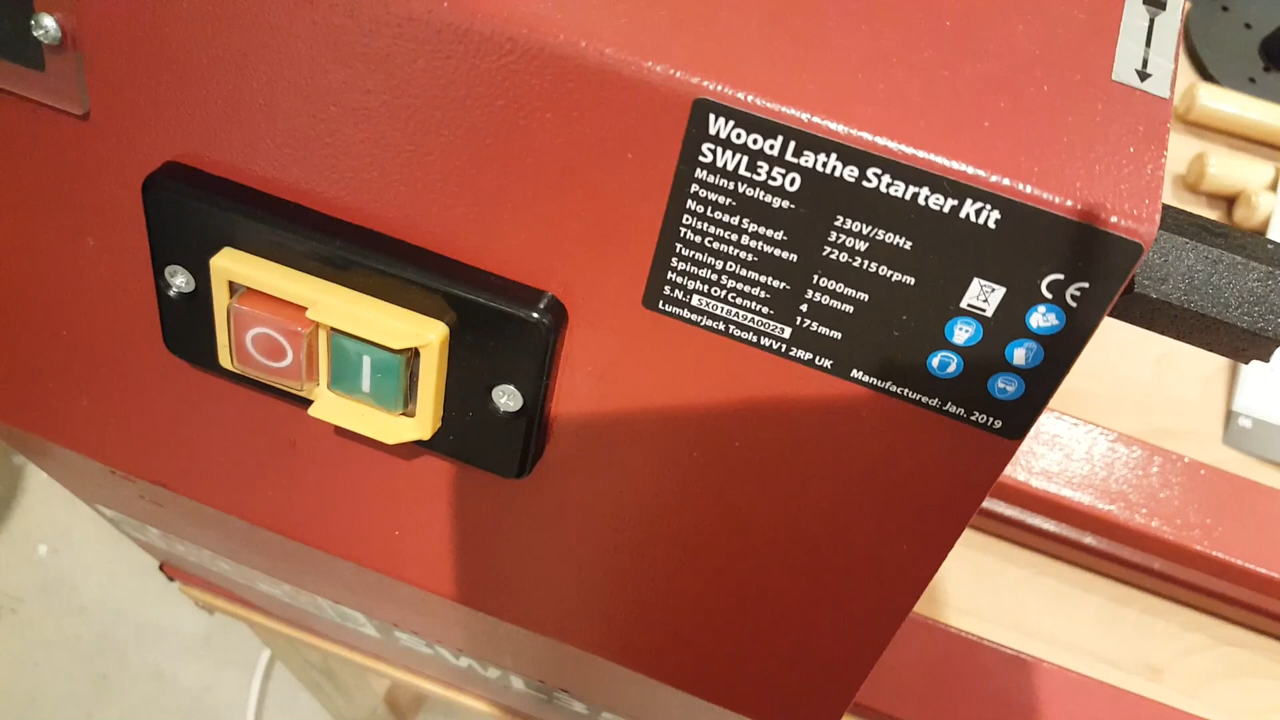 Wood Lathe Starter Kit
SWL350
Mains Voltage- 230V/50Hz
Power- 370W
No Load Speed- 720-2150rpm
Distance Between
The Centres- 1000mm
Turning Diameter- 350mm
Spindle Speeds- 4
Height Of Centre- 175mm
S.N.: SX018A9A0023
Lumberjack Tools WV1 2RP UK
Manufactured: Jan. 2019
CE
O
I
SWL3